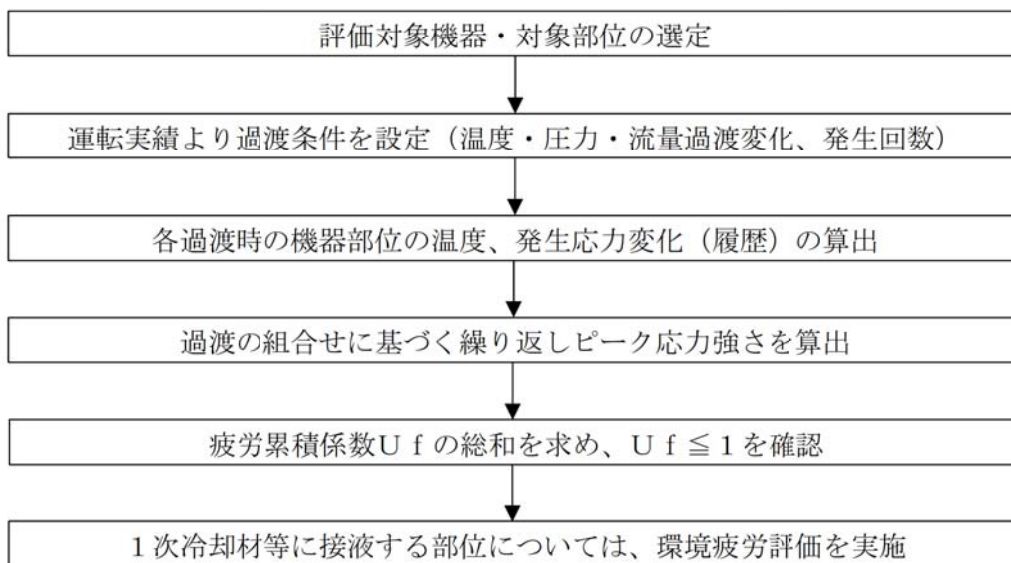 評価対象機器・対象部位の選定
運転実績より過渡条件を設定（温度・圧力・流量過渡変化、発生回数）
各過渡時の機器部位の温度、発生応力変化（履歴）の算出
過渡の組合せに基づく繰り返しピーク応力強さを算出
疲労累積係数Ｕｆの総和を求め、Ｕｆ≦１を確認
１次冷却材等に接液する部位については、環境疲労評価を実施